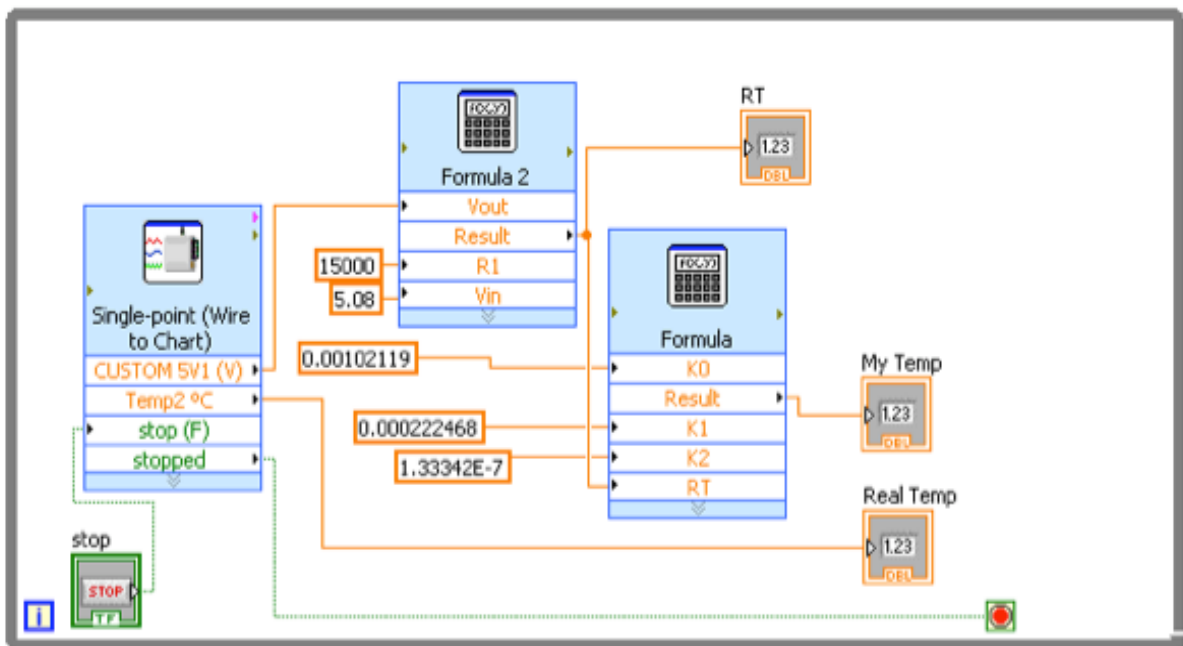 F(X,Y)
Formula 2
Vout
Result
R1
Vin
15000
5.08
RT
1.23
DBL
Single-point (Wire
to Chart)
CUSTOM 5V1 (V)
Temp2 ºC
stop (F)
stopped
F(X,Y)
Formula
K0
Result
K1
K2
RT
0.00102119
0.000222468
1.33342E-7
My Temp
1.23
DBL
Real Temp
1.23
DBL
stop
STOP
TF
i